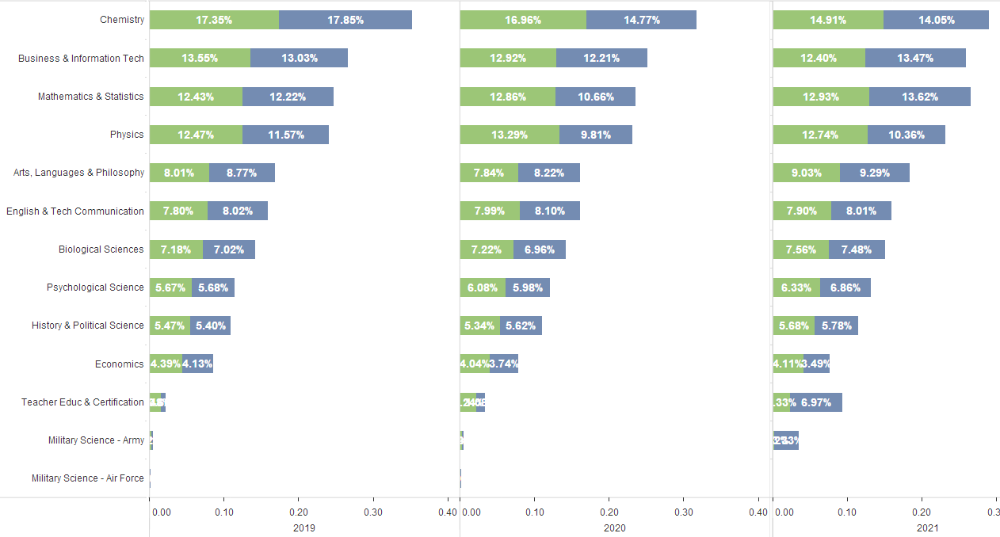 Chemistry 17.35% 17.85% 16.96% 14.77% 14.91% 14.05%
Business & Information Tech 13.55% 13.03% 12.92% 12.21% 12.40% 13.47%
Mathematics & Statistics 12.43% 12.22% 12.86% 10.66% 12.93% 13.62%
Physics 12.47% 11.57% 13.29% 9.81% 12.74% 10.36%
Arts, Languages & Philosophy 8.01% 8.77% 7.84% 8.22% 9.03% 9.29%
English & Tech Communication 7.80% 8.02% 7.99% 8.10% 7.90% 8.01%
Biological Sciences 7.18% 7.02% 7.22% 6.96% 7.56% 7.48%
Psychological Science 5.67% 5.68% 6.08% 5.98% 6.33% 6.86%
History & Political Science 5.47% 5.40% 5.34% 5.62% 5.68% 5.78%
Economics 4.39% 4.13% 4.04% 3.74% 4.11% 3.49%
Teacher Educ & Certification .33% 6.97%
Military Science - Army
Military Science - Air Force
0.00 0.10 0.20 0.30 0.40 0.00 0.10 0.20 0.30 0.40 0.00 0.10 0.20 0.3
2019 2020 2021